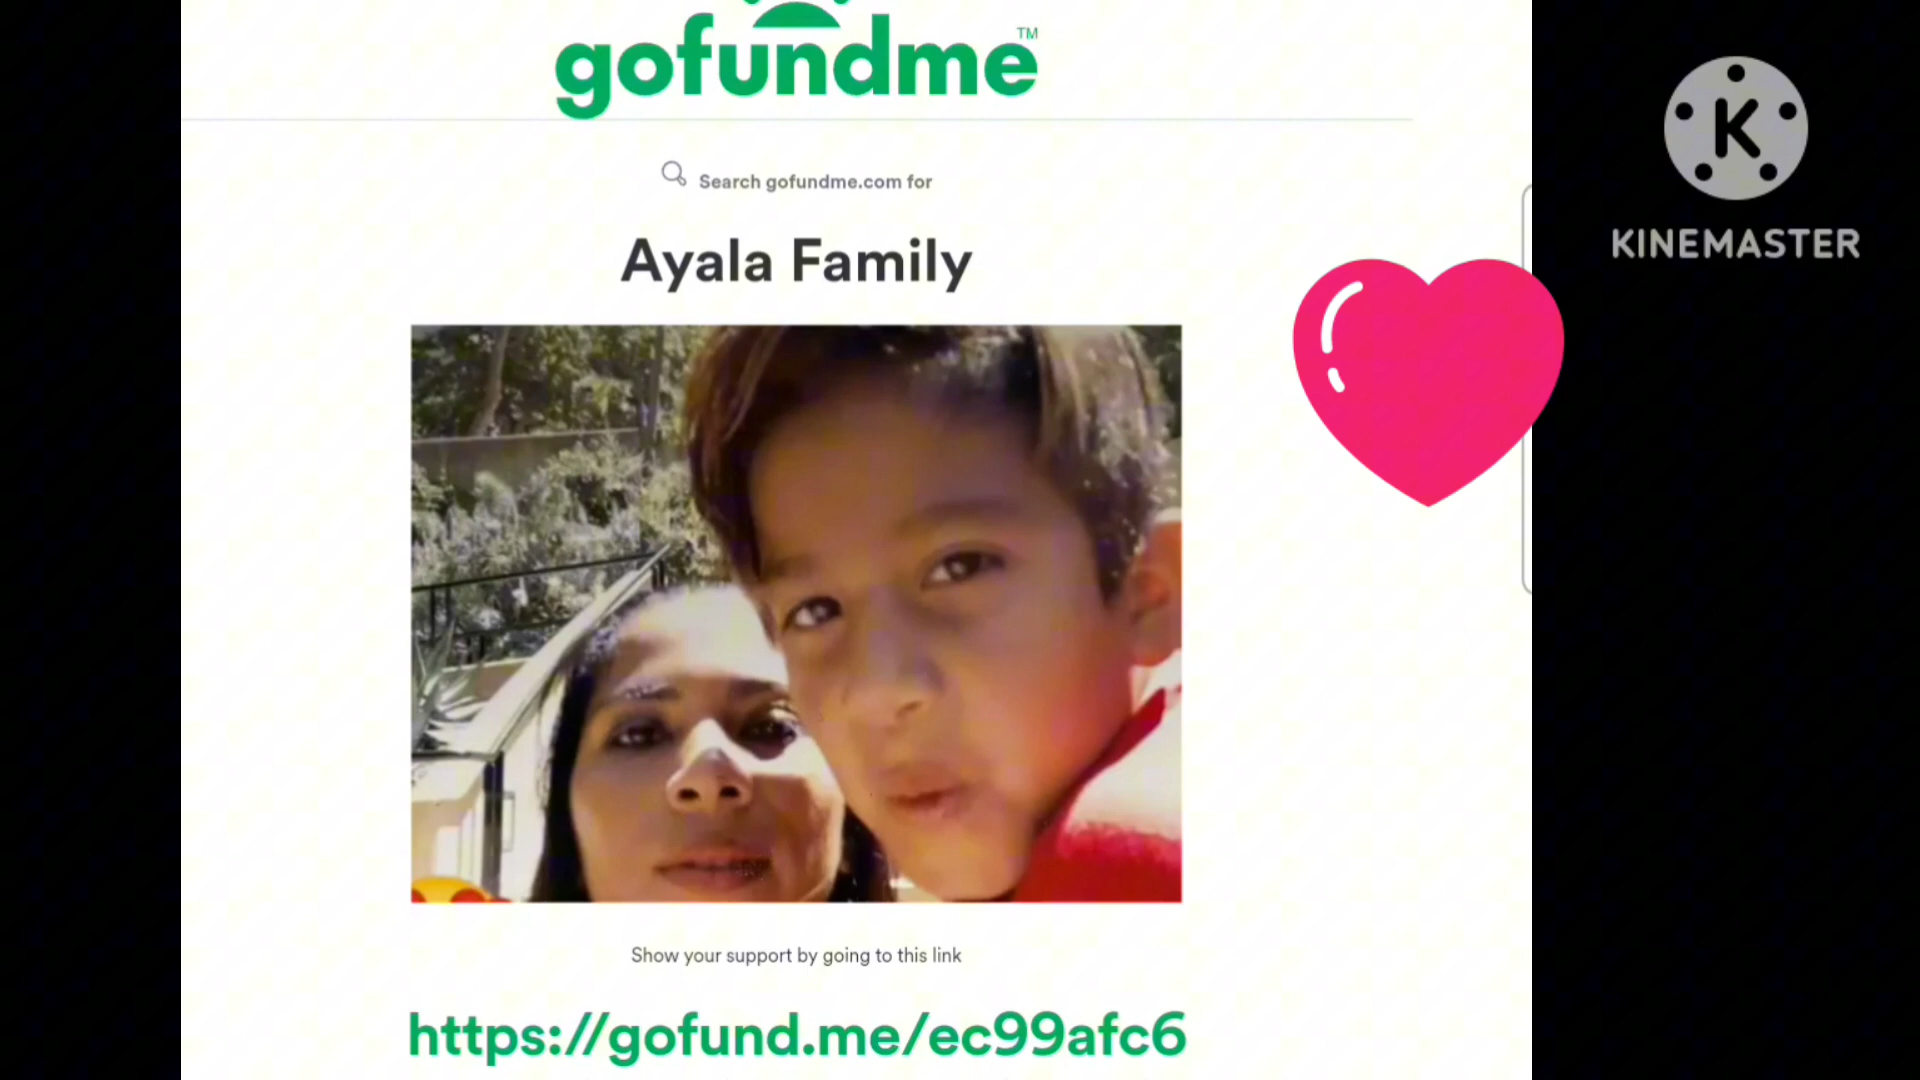 gofundme™
Search gofundme.com for
Ayala Family
Show your support by going to this link
https://gofund.me/ec99afc6
K
KINEMASTER